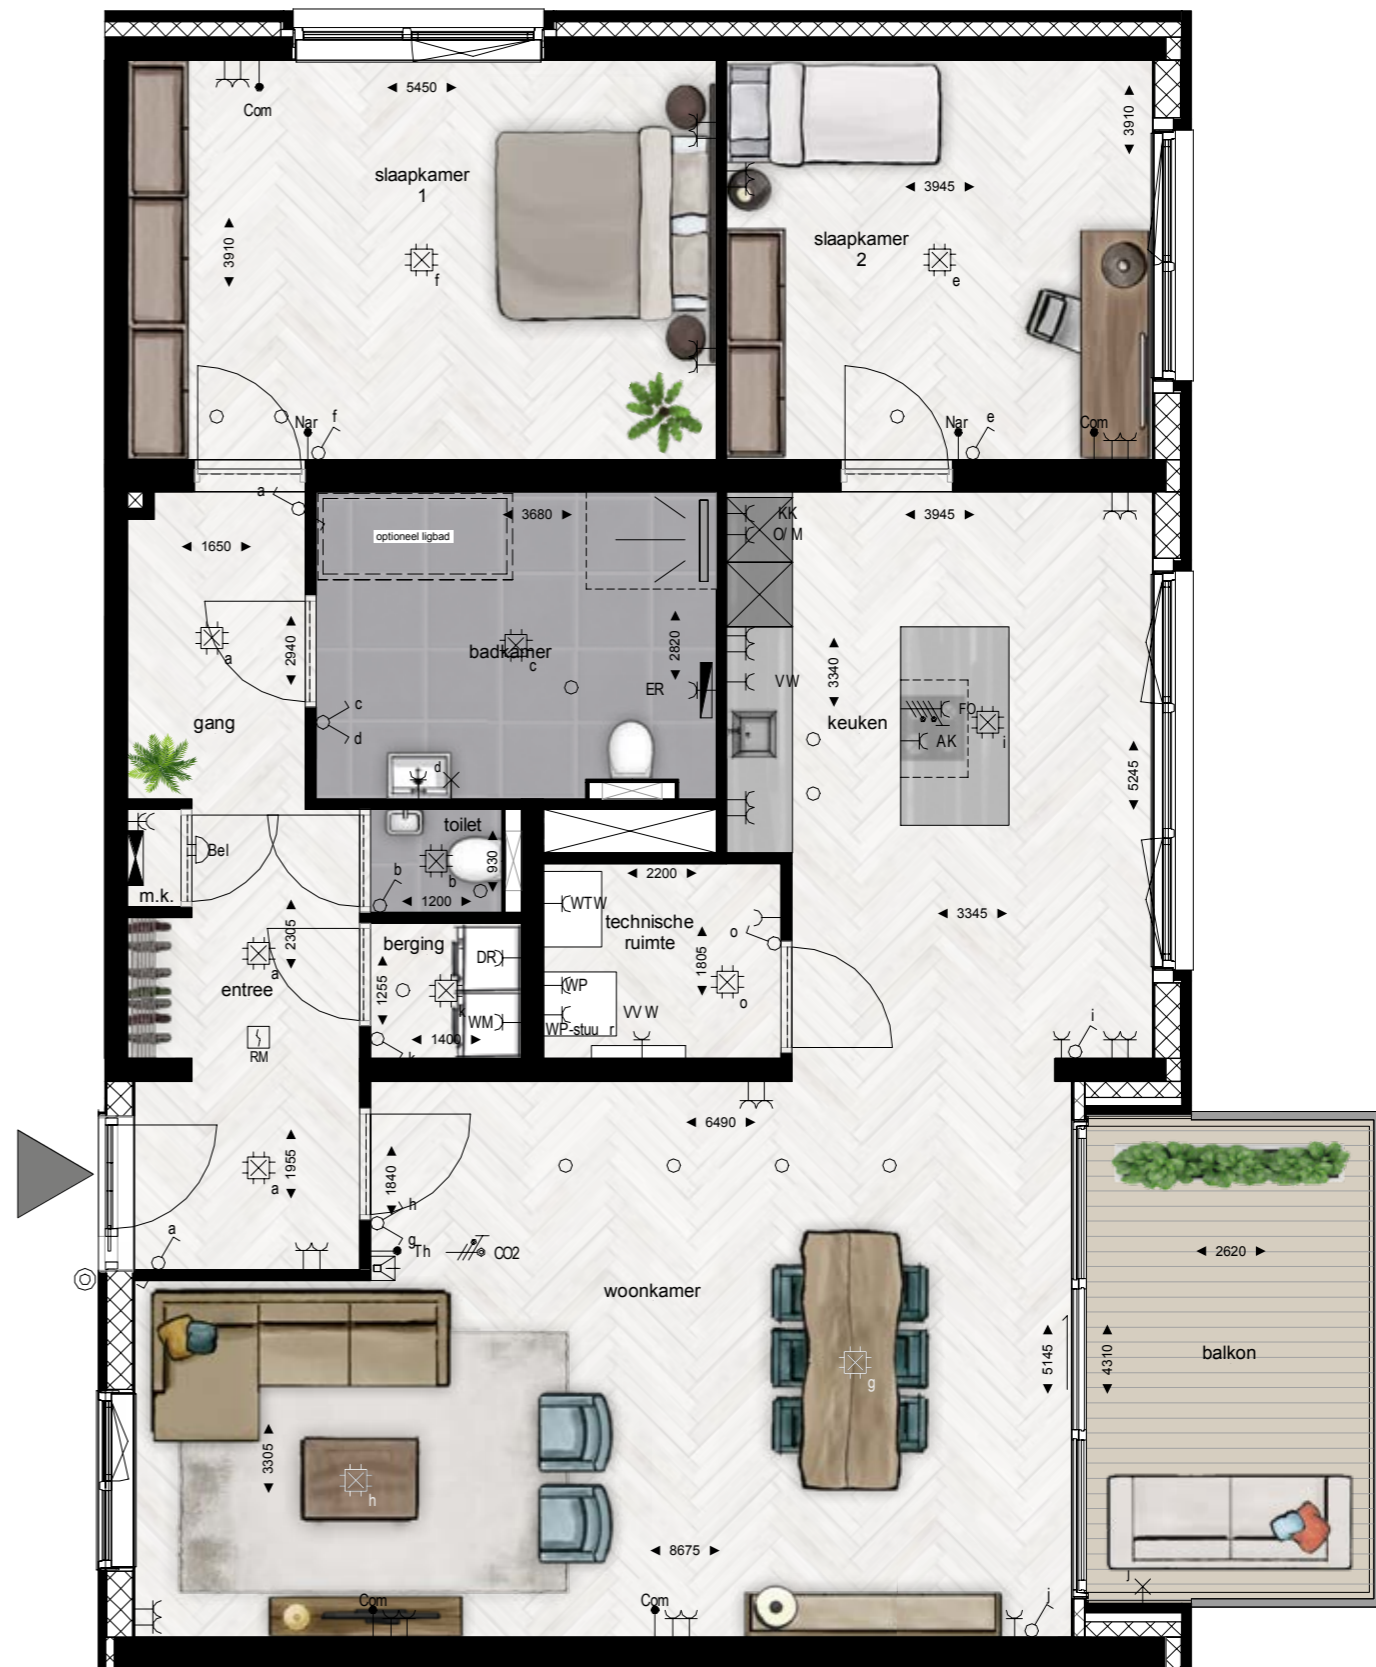 5450
Com
slaapkamer
1
3910
f
Nar
f
3910
3945
slaapkamer
2
e
Nar
e
Com
a
1650
optioneel ligbad
3680
KK
O/M
3945
2940
a
badkamer
c
2820
ER
VW
3340
keuken
FO
AK
i
5245
gang
c
d
d
Bel
m.k.
toilet
b
b
930
1200
2200
WTW
technische
ruimte
o
1805
o
3345
2305
a
entree
berging
DR
1255
k
WM
1400
k
WP
WP-stuu r
VVW
RM
i
6490
1955
a
a
1840
h
g
Th
CO2
woonkamer
2620
balkon
5145
4310
g
3305
h
8675
Com
Com
j
J